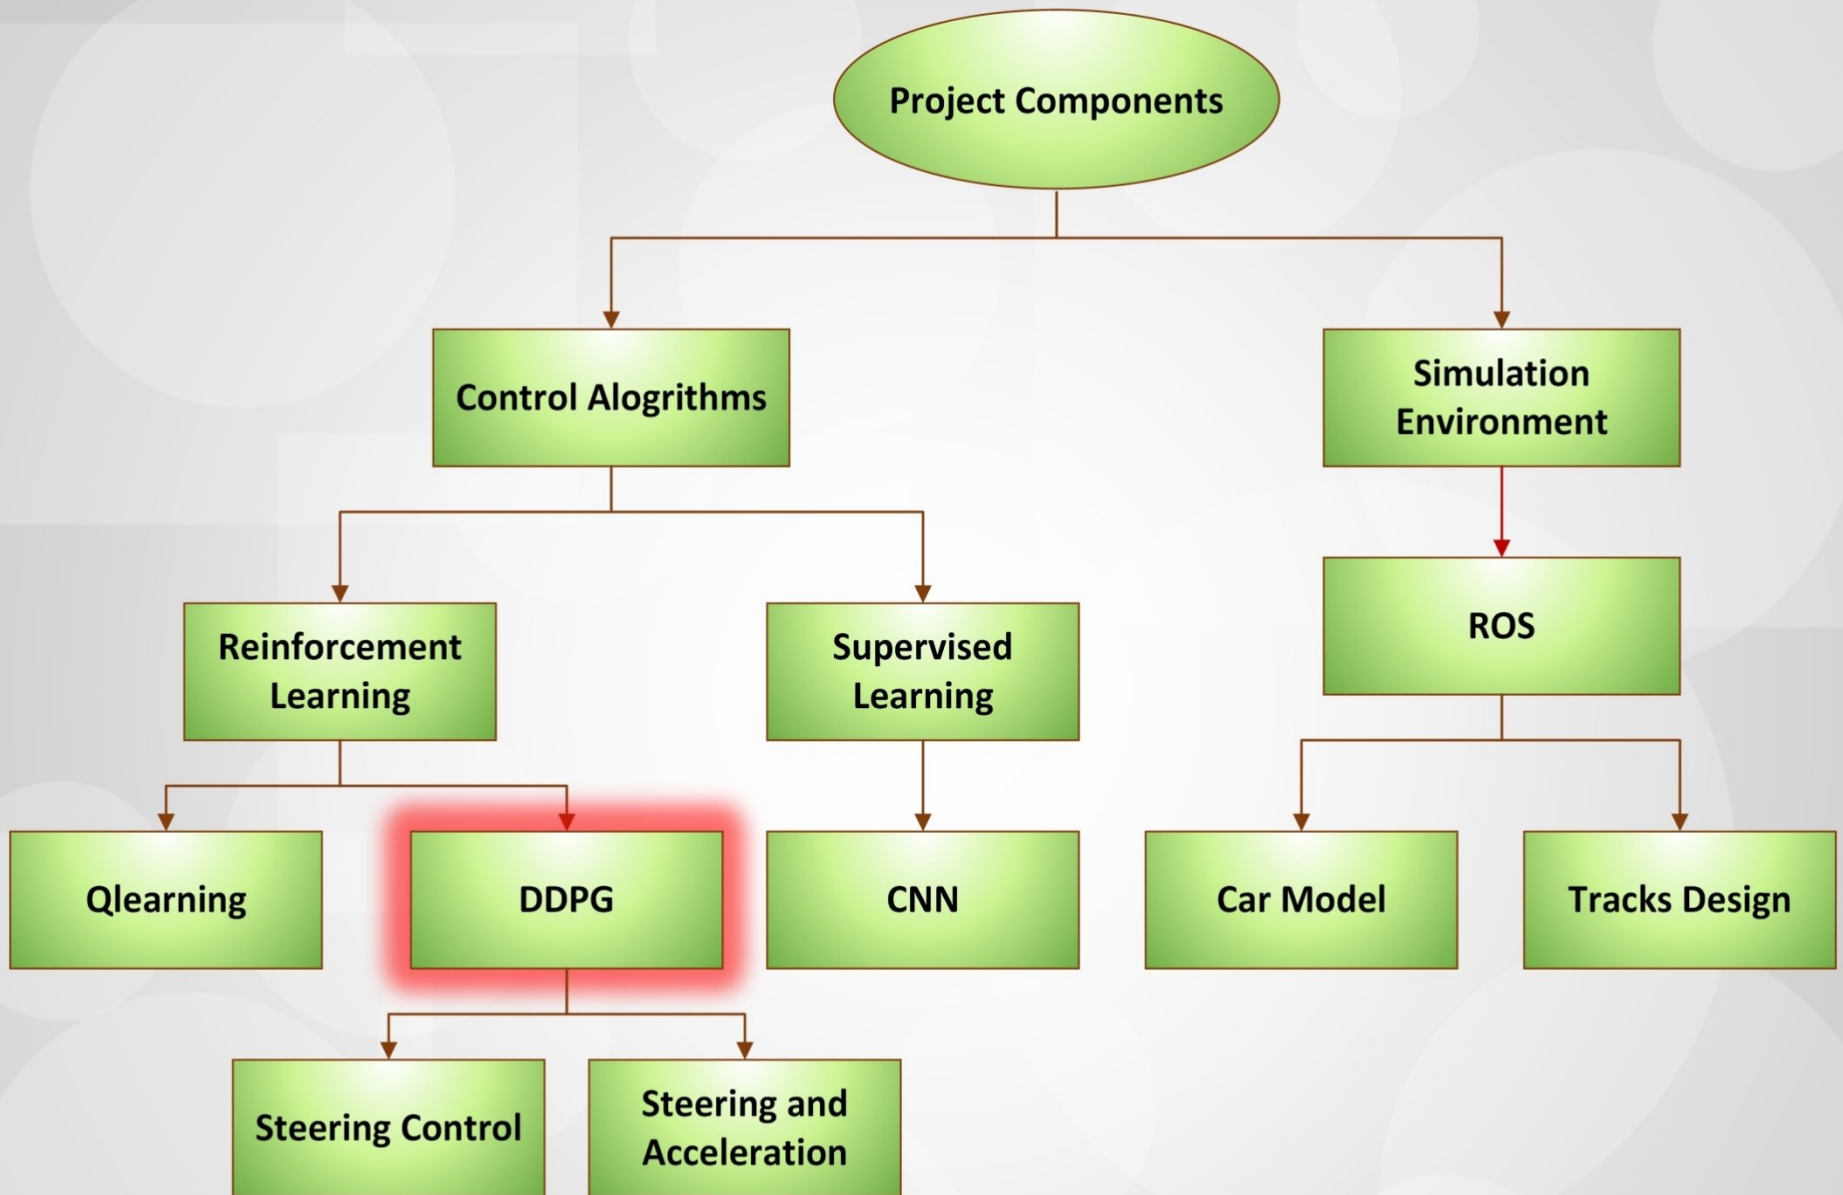 Project Components
Control Alogrithms
Simulation
Environment
Reinforcement
Learning
Supervised
Learning
ROS
Qlearning
DDPG
CNN
Car Model
Tracks Design
Steering Control
Steering and
Acceleration